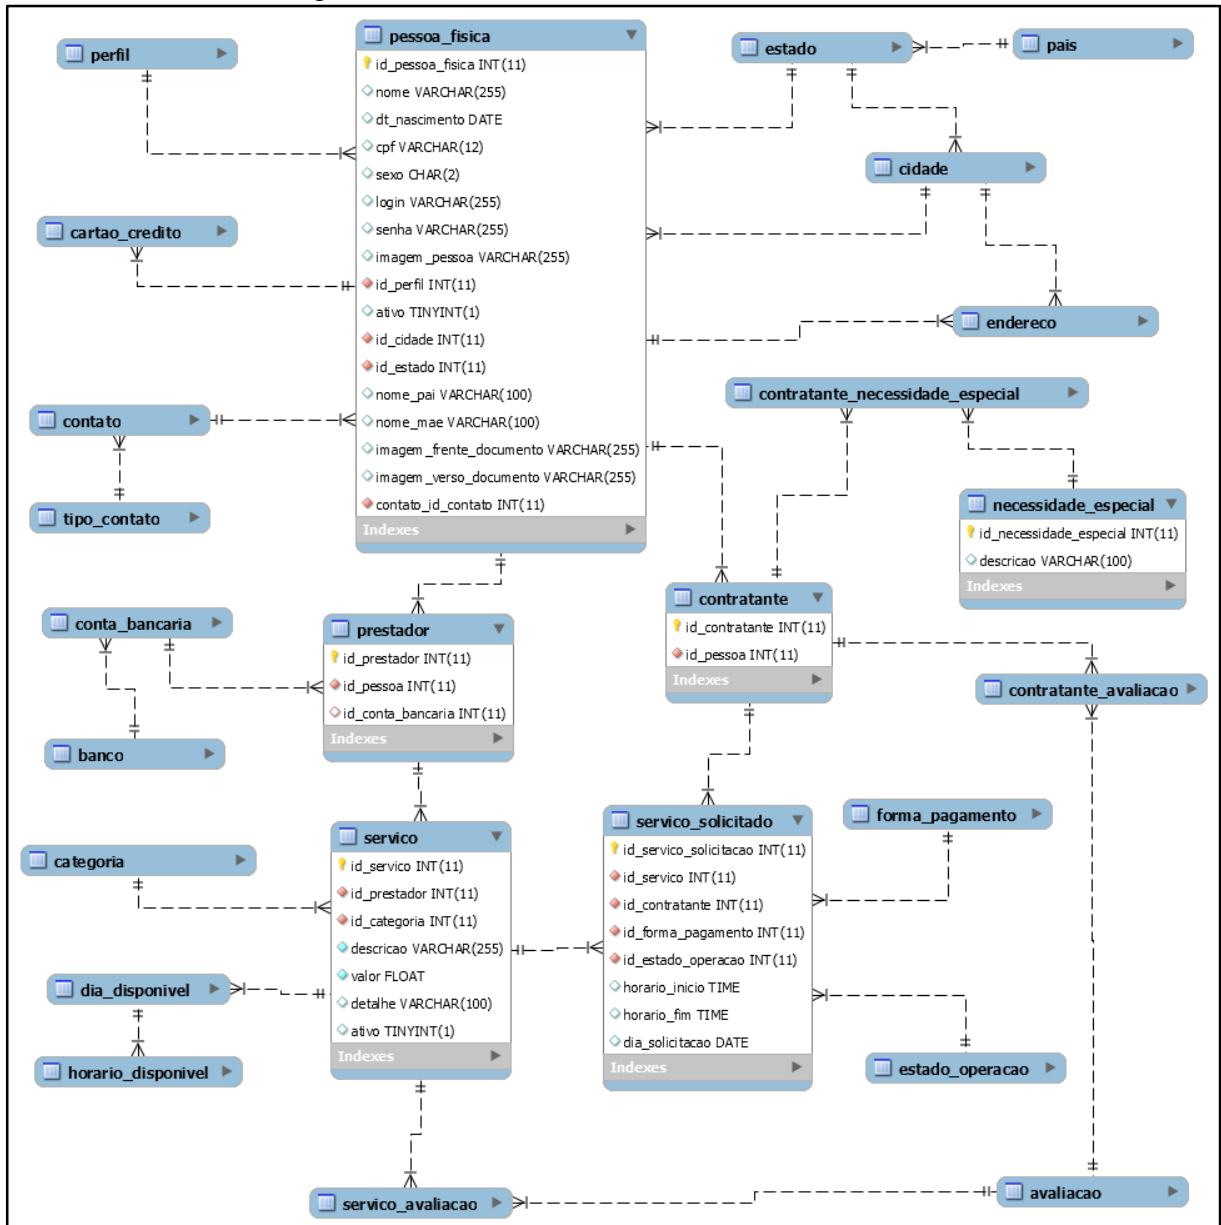 perfil
pessoa_fisica
id_pessoa_fisica INT(11)
nome VARCHAR(255)
dt_nascimento DATE
cpf VARCHAR(12)
sexo CHAR(2)
login VARCHAR(255)
senha VARCHAR(255)
imagem_pessoa VARCHAR(255)
id_perfil INT(11)
ativo TINYINT(1)
id_cidade INT(11)
id_estado INT(11)
nome_pai VARCHAR(100)
nome_mae VARCHAR(100)
imagem_frente_documento VARCHAR(255)
imagem_verso_documento VARCHAR(255)
contato_id_contato INT(11)
Indexes
estado
pais
cidade
cartao_credito
endereco
contato
tipo_contato
contratante_necessidade_especial
necessidade_especial
id_necessidade_especial INT(11)
descricao VARCHAR(100)
Indexes
contratante
id_contratante INT(11)
id_pessoa INT(11)
Indexes
conta_bancaria
banco
prestador
id_prestador INT(11)
id_pessoa INT(11)
id_conta_bancaria INT(11)
Indexes
contratante_avaliacao
categoria
servico
id_servico INT(11)
id_prestador INT(11)
id_categoria INT(11)
descricao VARCHAR(255)
valor FLOAT
detalhe VARCHAR(100)
ativo TINYINT(1)
Indexes
servico_solicitado
id_servico_solicitacao INT(11)
id_servico INT(11)
id_contratante INT(11)
id_forma_pagamento INT(11)
id_estado_operacao INT(11)
horario_inicio TIME
horario_fim TIME
dia_solicitacao DATE
Indexes
forma_pagamento
dia_disponivel
horario_disponivel
estado_operacao
servico_avaliacao
avaliacao